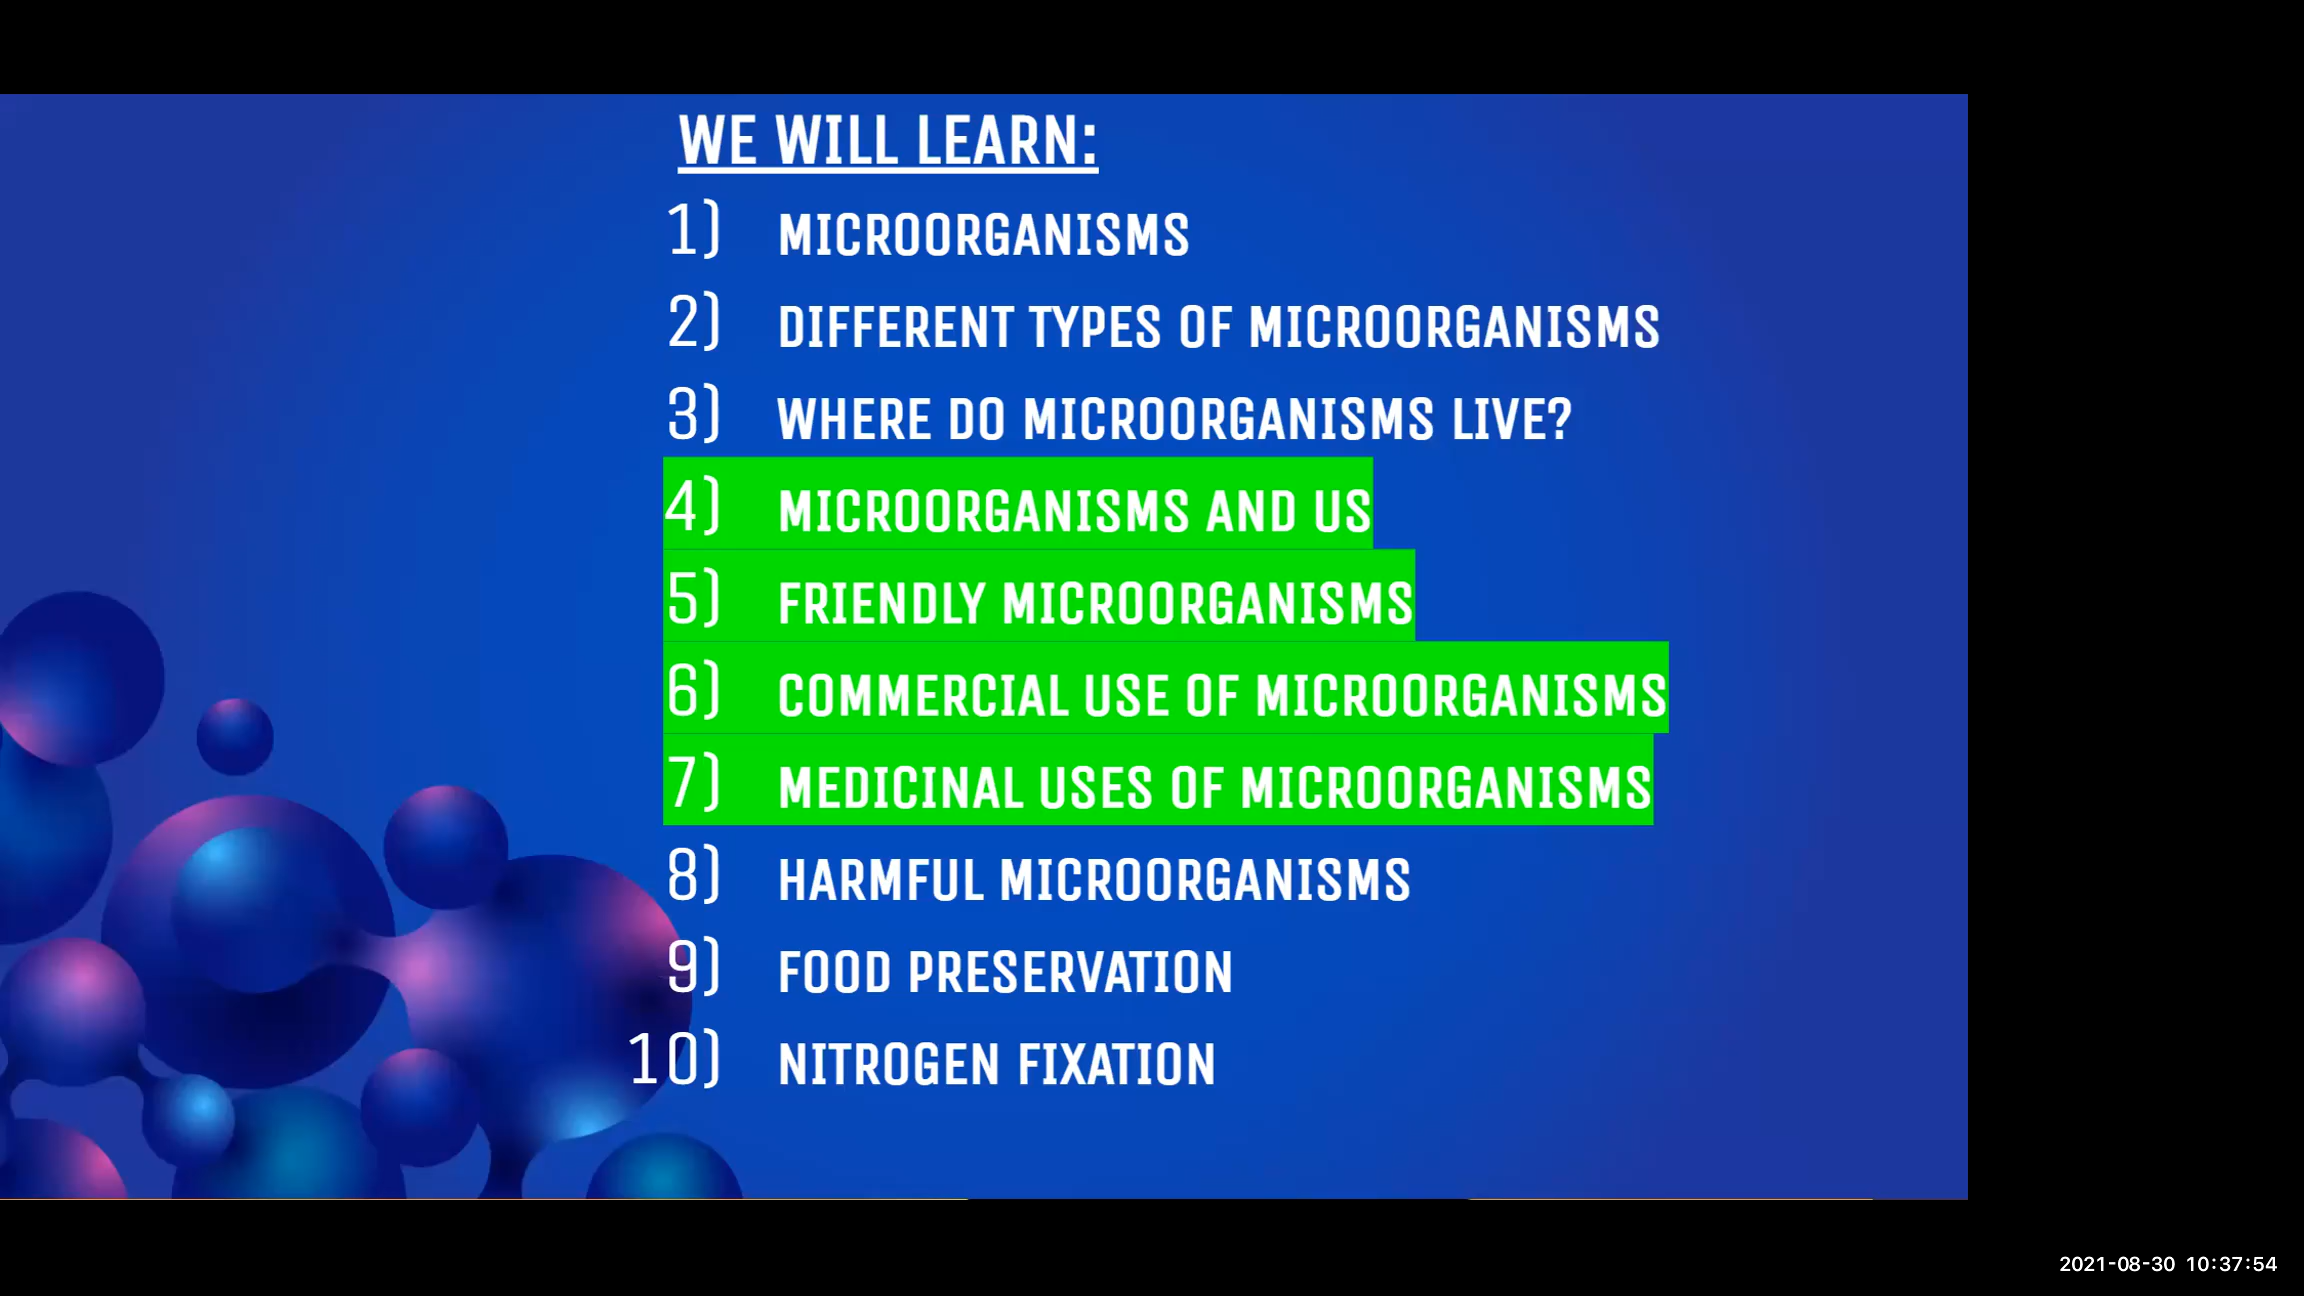 WE WILL LEARN:
1) MICROORGANISMS
2) DIFFERENT TYPES OF MICROORGANISMS
3) WHERE DO MICROORGANISMS LIVE?
4) MICROORGANISMS AND US
5) FRIENDLY MICROORGANISMS
6) COMMERCIAL USE OF MICROORGANISMS
7) MEDICINAL USES OF MICROORGANISMS
8) HARMFUL MICROORGANISMS
9) FOOD PRESERVATION
10) NITROGEN FIXATION
2021-08-30 10:37:54